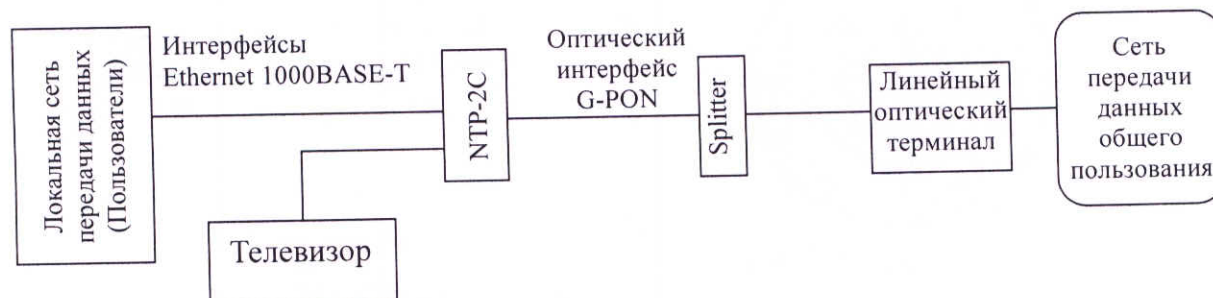 Локальная сеть
передачи данных
(Пользователи)
Интерфейсы
Ethernet 1000BASE-T
NTP-2C
Оптический
интерфейс
G-PON
Splitter
Линейный
оптический
терминал
Сеть
передачи
данных
общего
пользования
Телевизор